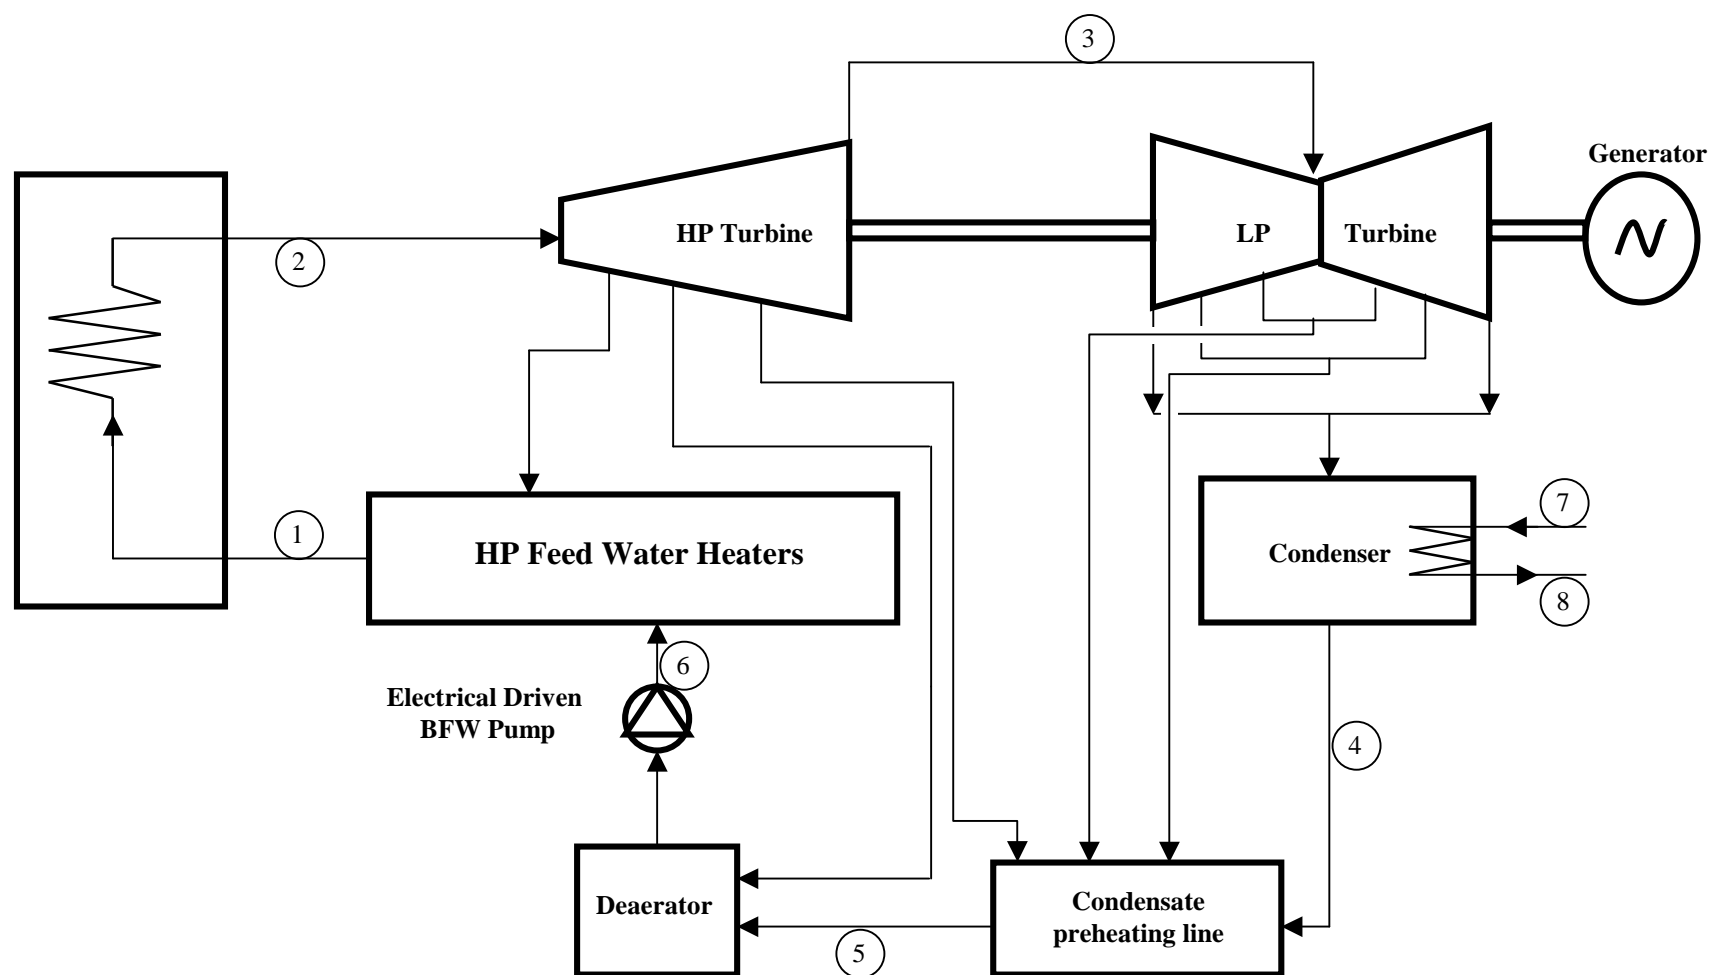 3
Generator
HP Turbine
LP Turbine
2
7
HP Feed Water Heaters
Condenser
1
8
6
Electrical Driven
BFW Pump
4
Deaerator
Condensate
preheating line
5